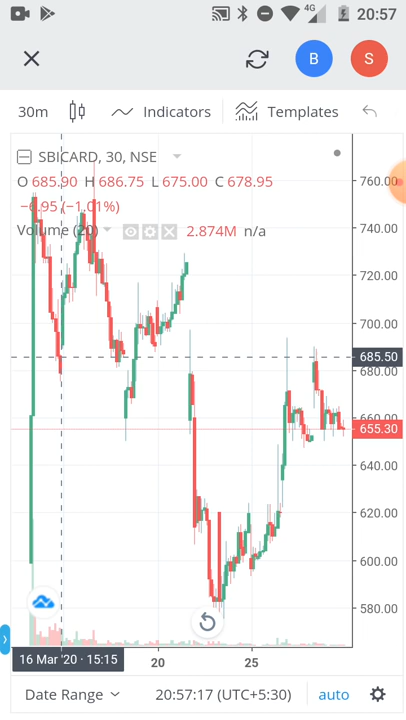 4G 20:57
B S
30m Indicators Templates
SBICARD, 30, NSE
760.00
O 685.90 H 686.75 L 675.00 C 678.95
−6.95 (−1.01%)
740.00
Volume (20) 2.874M n/a
720.00
700.00
685.50
680.00
660.00
655.30
640.00
620.00
600.00
580.00
16 Mar '20 · 15:15 20 25
Date Range 20:57:17 (UTC+5:30) auto